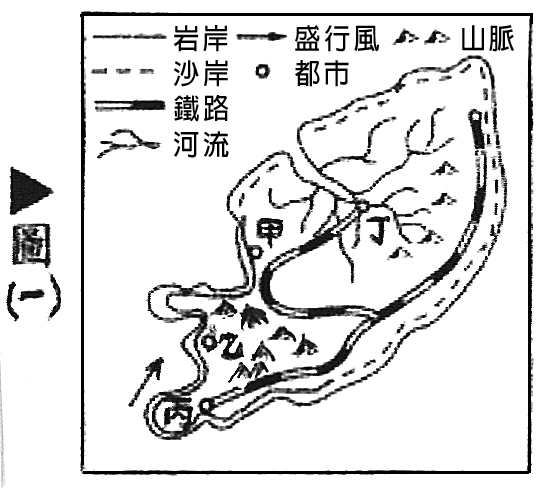 岩岸 盛行風 山脈
沙岸 都市
鐵路
河流
圖(一)
甲
丁
乙
丙